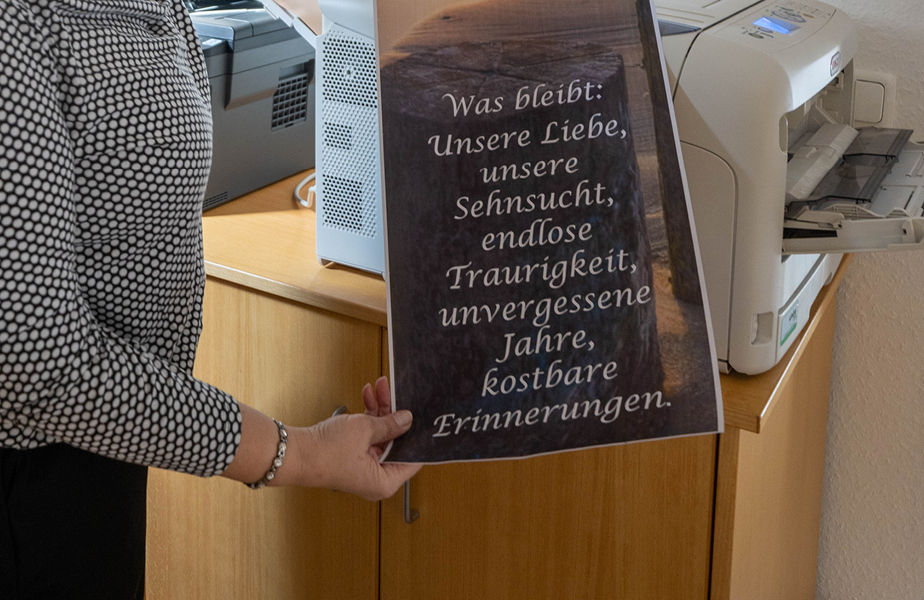 Was bleibt:
Unsere Liebe,
unsere
Sehnsucht,
endlose
Traurigkeit,
unvergessene
Jahre,
kostbare
Erinnerungen.